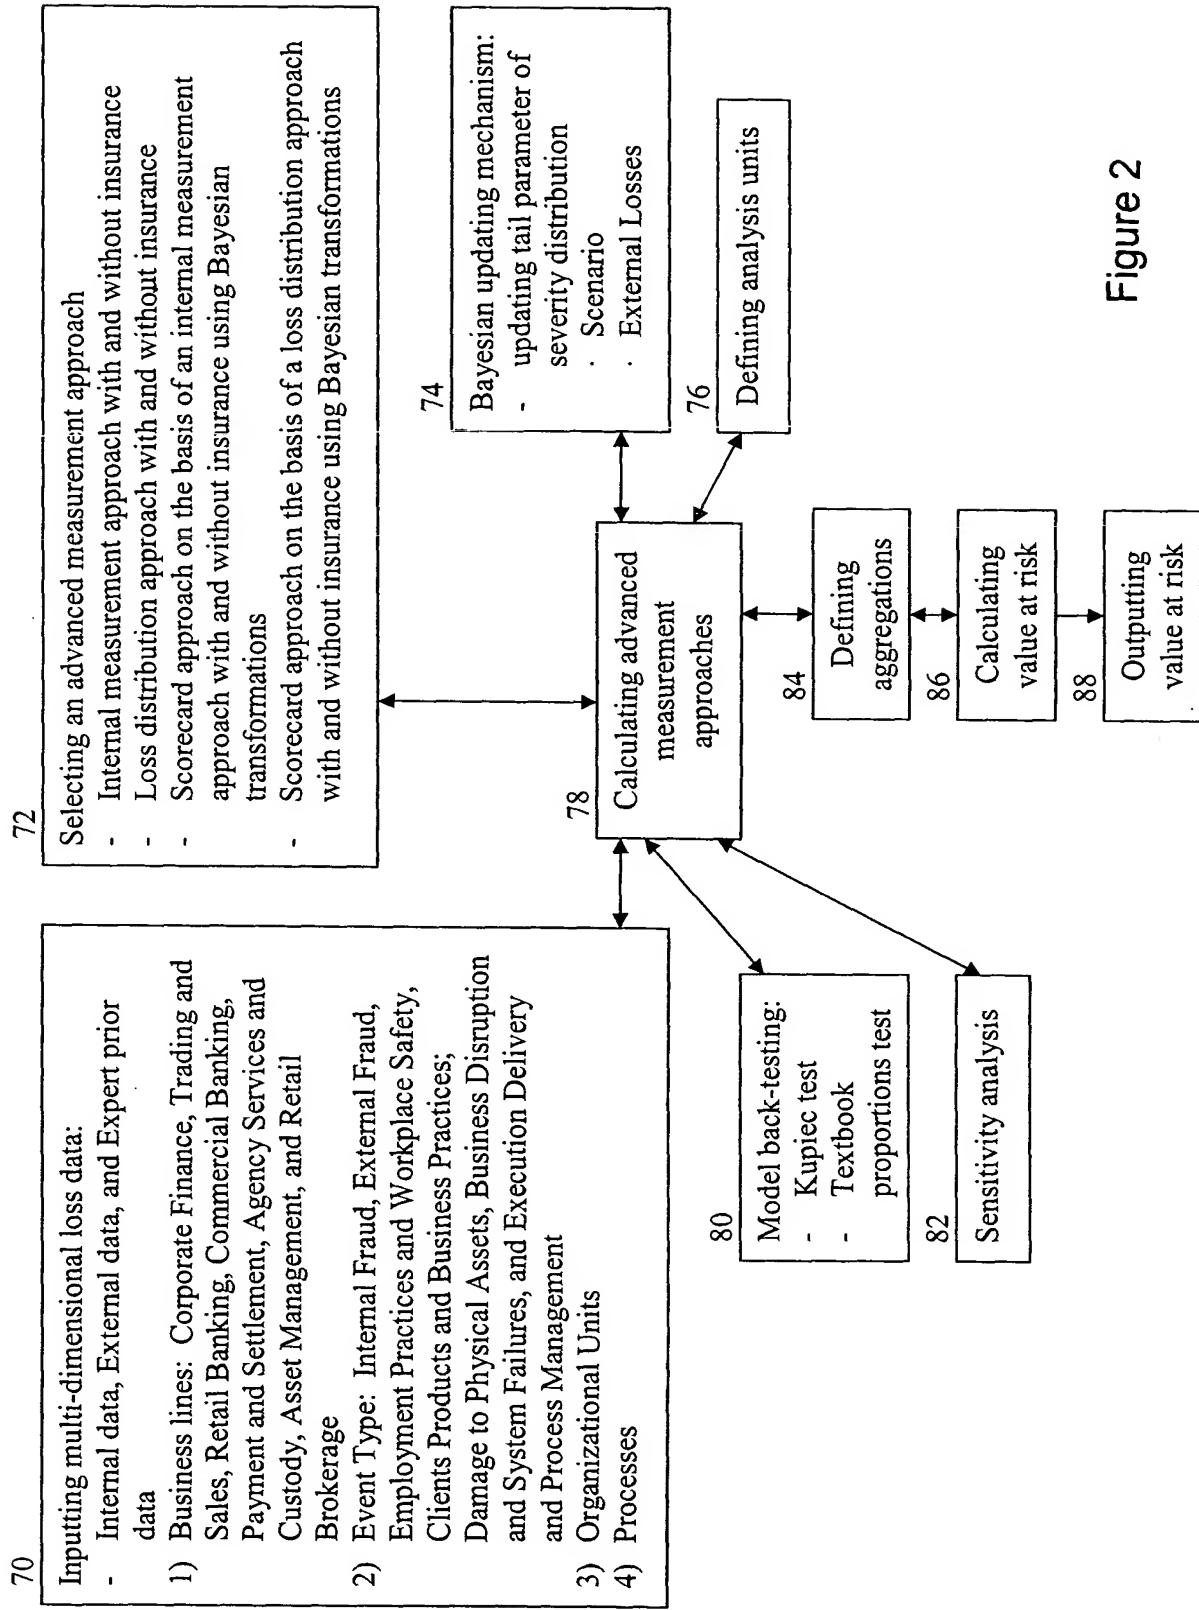 70
Inputting multi-dimensional loss data:
- Internal data, External data, and Expert prior
data
1) Business lines: Corporate Finance, Trading and
Sales, Retail Banking, Commercial Banking,
Payment and Settlement, Agency Services and
Custody, Asset Management, and Retail
Brokerage
2) Event Type: Internal Fraud, External Fraud,
Employment Practices and Workplace Safety,
Clients Products and Business Practices;
Damage to Physical Assets, Business Disruption
and System Failures, and Execution Delivery
and Process Management
3) Organizational Units
4) Processes
72
Selecting an advanced measurement approach
- Internal measurement approach with and without insurance
- Loss distribution approach with and without insurance
- Scorecard approach on the basis of an internal measurement
approach with and without insurance using Bayesian
transformations
- Scorecard approach on the basis of a loss distribution approach
with and without insurance using Bayesian transformations
74
Bayesian updating mechanism:
- updating tail parameter of
severity distribution
· Scenario
· External Losses
76
Defining analysis units
78
Calculating advanced
measurement
approaches
80
Model back-testing:
- Kupiec test
- Textbook
proportions test
82
Sensitivity analysis
84
Defining
aggregations
86
Calculating
value at risk
88
Outputting
value at risk
Figure 2